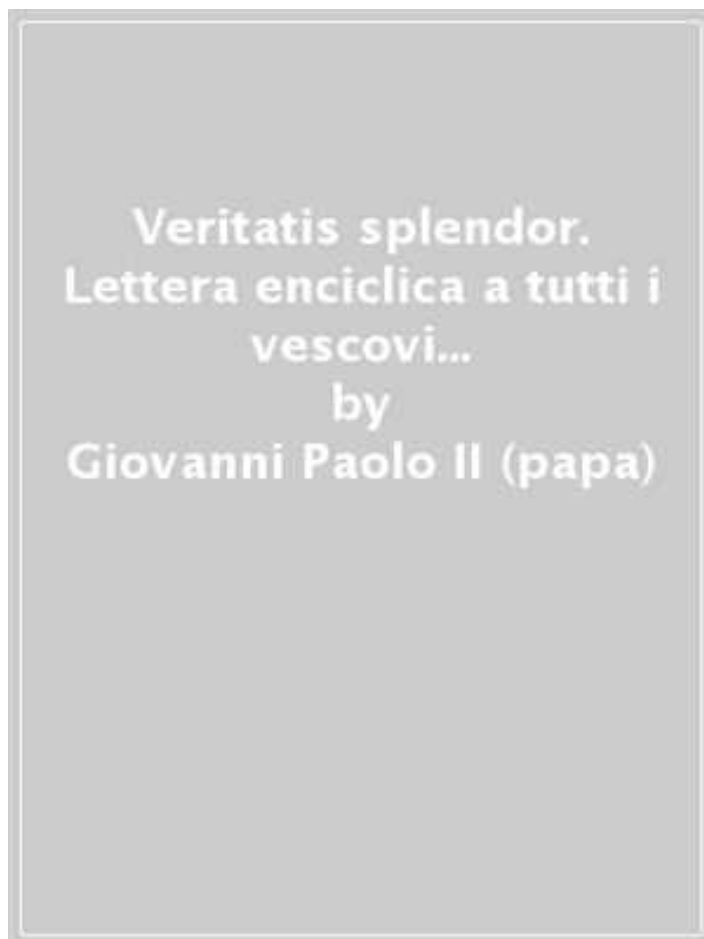 Veritatis splendor.
Lettera enciclica a tutti i
vescovi...
by
Giovanni Paolo II (papa)